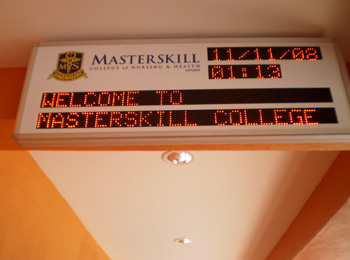 MASTERSKILL
COLLEGE of NURSING & HEALTH
11/11/08
01:13
WELCOME TO
MASTERSKILL COLLEGE